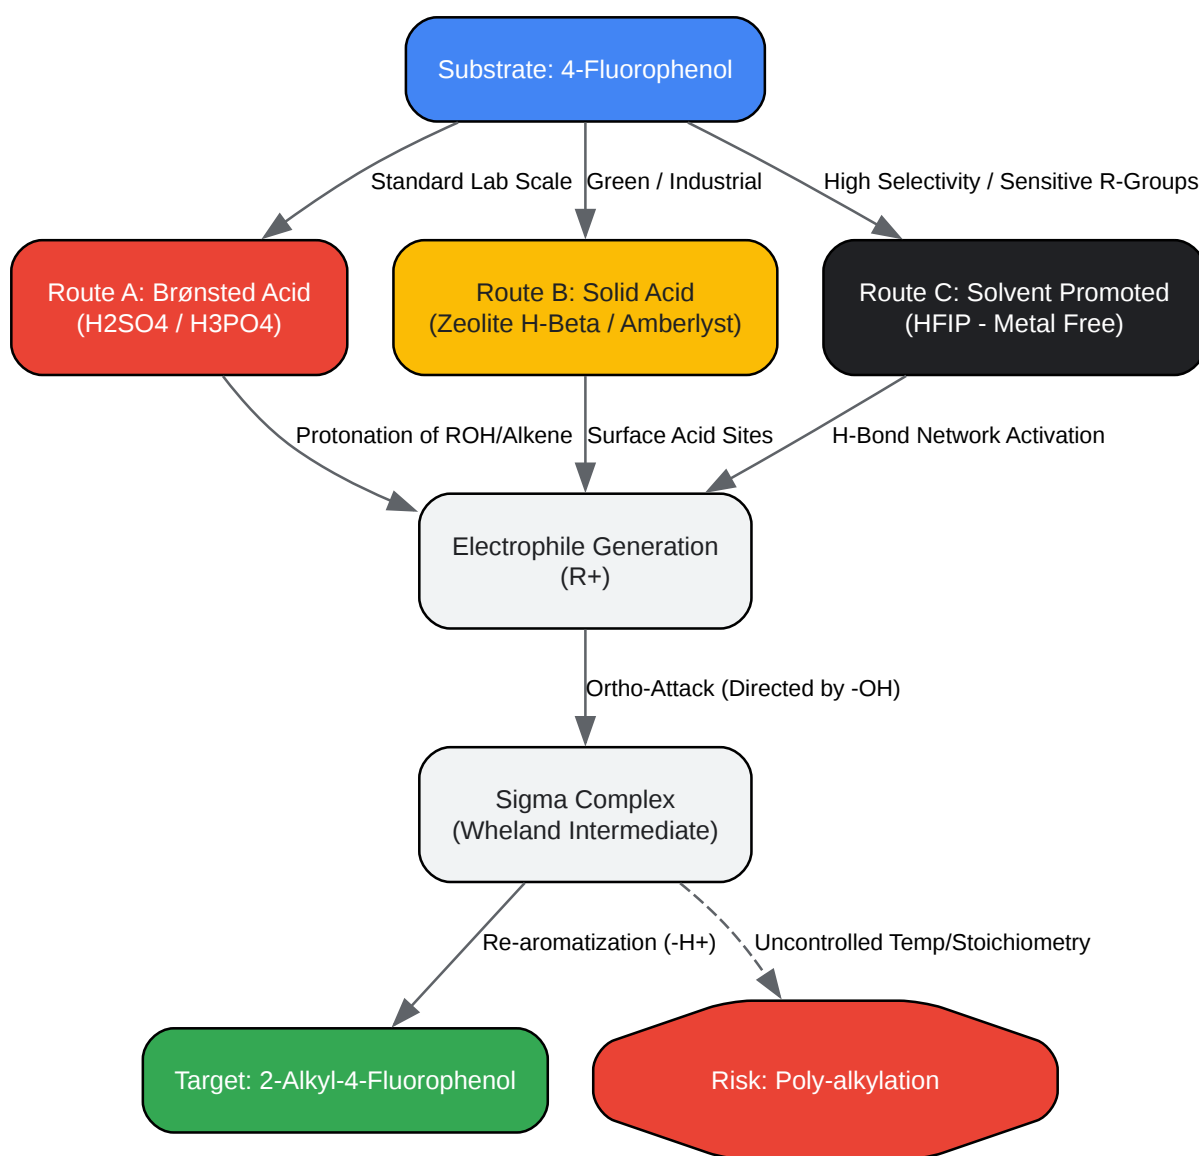 Substrate: 4-Fluorophenol
Standard Lab Scale
Green / Industrial
High Selectivity / Sensitive R-Groups
Route A: Brønsted Acid
(H2SO4 / H3PO4)
Route B: Solid Acid
(Zeolite H-Beta / Amberlyst)
Route C: Solvent Promoted
(HFIP - Metal Free)
Protonation of ROH/Alkene
Surface Acid Sites
H-Bond Network Activation
Electrophile Generation
(R+)
Ortho-Attack (Directed by -OH)
Sigma Complex
(Wheland Intermediate)
Re-aromatization (-H+)
Uncontrolled Temp/Stoichiometry
Target: 2-Alkyl-4-Fluorophenol
Risk: Poly-alkylation